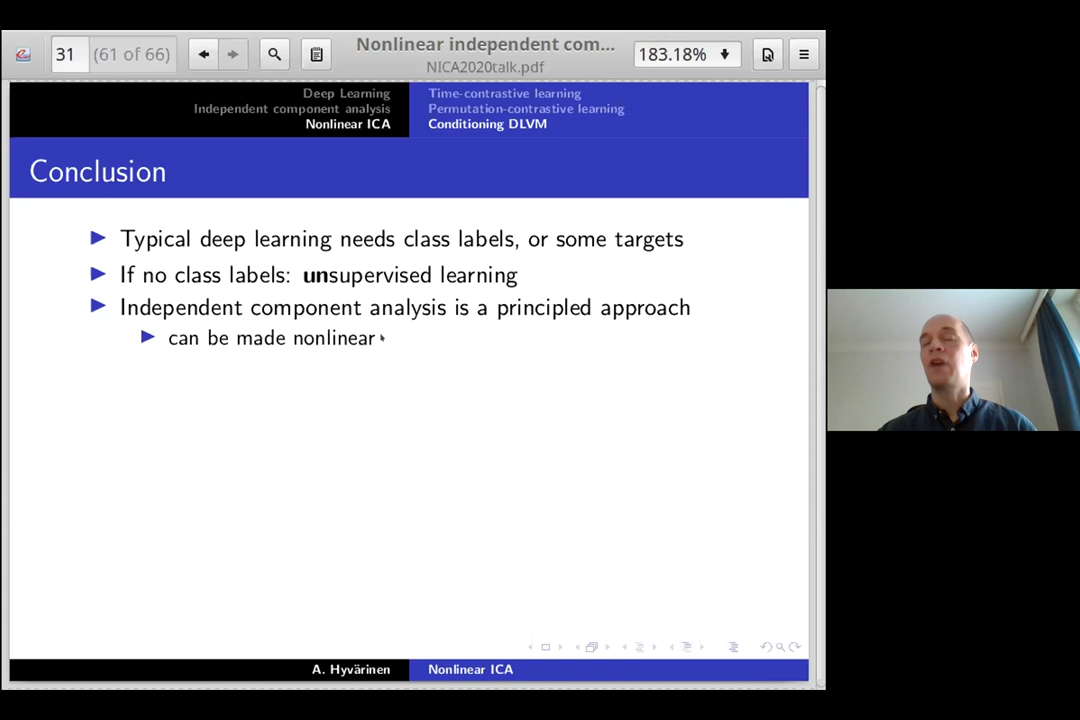 31 (61 of 66)
Nonlinear independent com...
NICA2020talk.pdf
183.18%
Deep Learning
Independent component analysis
Nonlinear ICA
Time-contrastive learning
Permutation-contrastive learning
Conditioning DLVM
Conclusion
Typical deep learning needs class labels, or some targets
If no class labels: unsupervised learning
Independent component analysis is a principled approach
can be made nonlinear
A. Hyvärinen
Nonlinear ICA